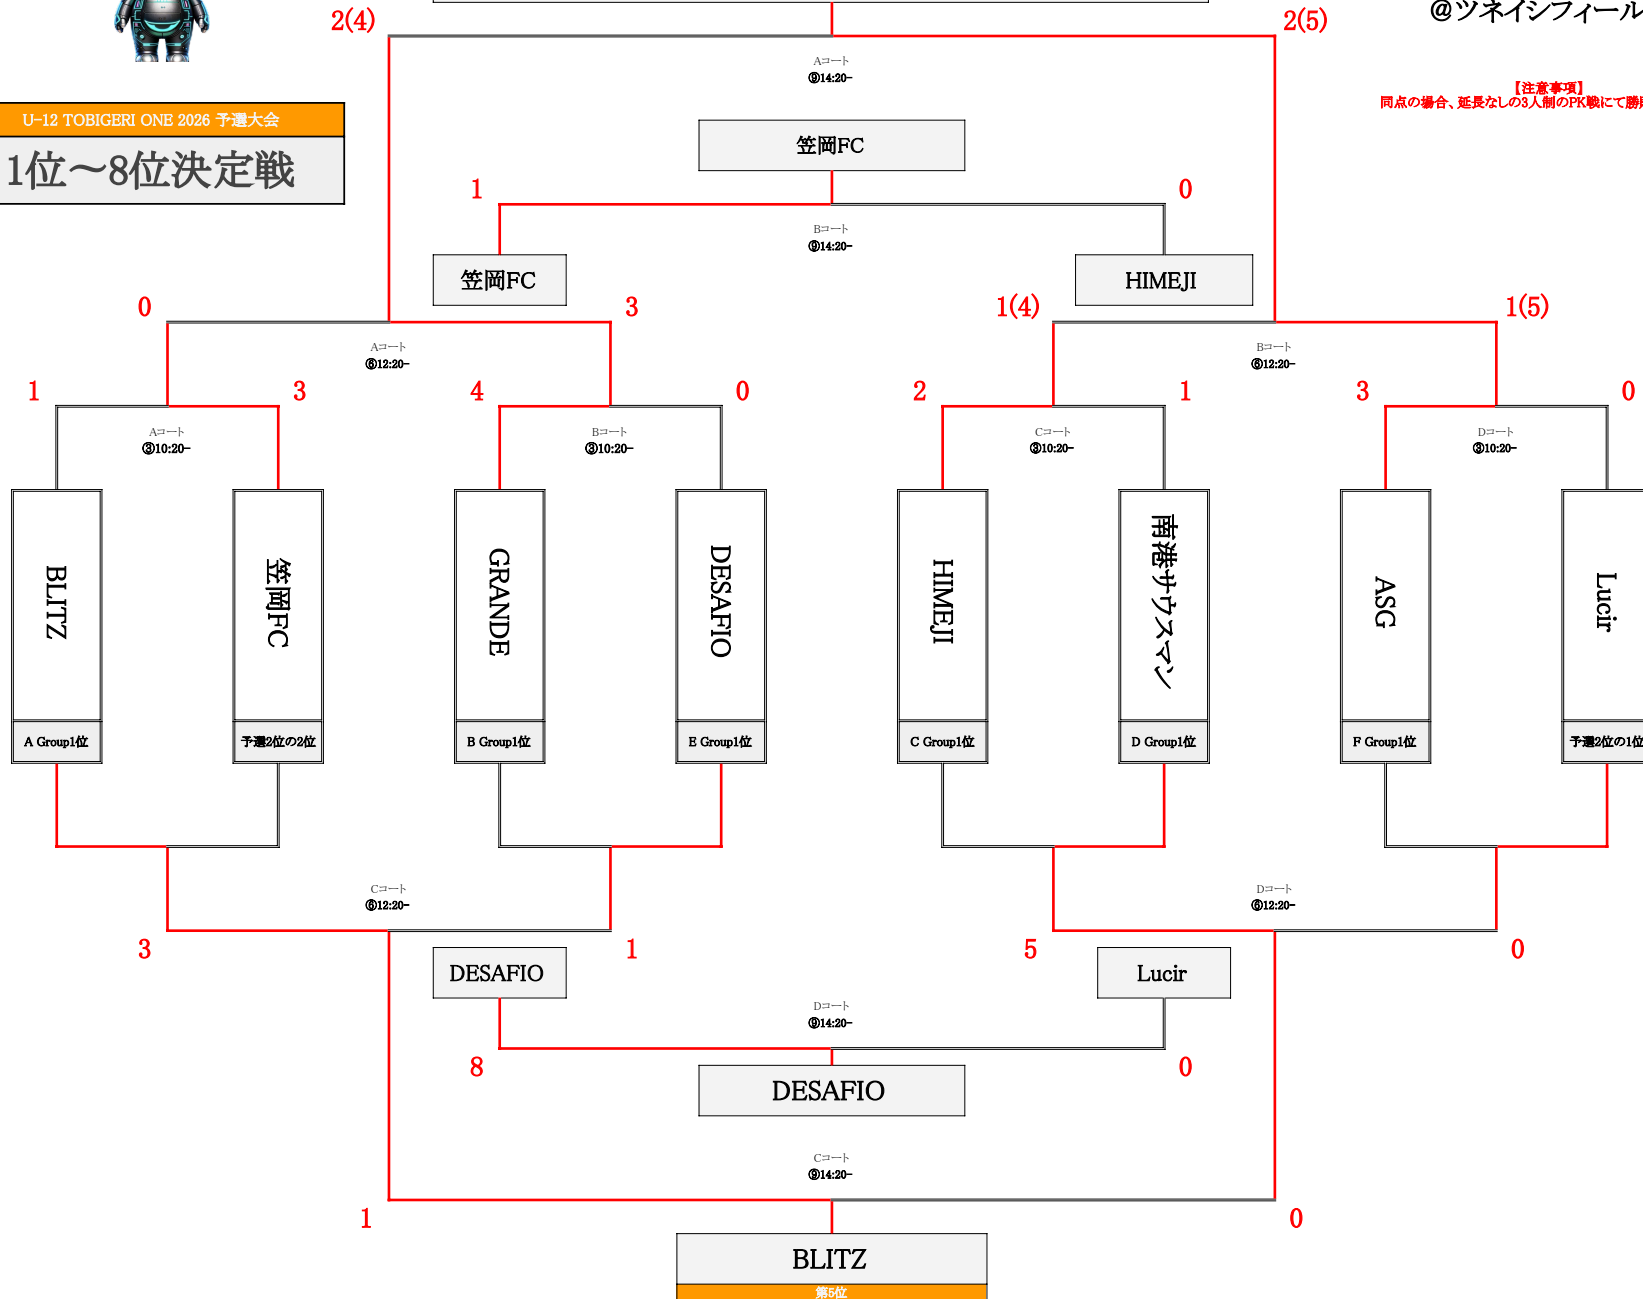 2(4)
2(5)
@ツネイシフィール
Aコート
⑨14:20-
【注意事項】
同点の場合、延長なしの3人制のPK戦にて勝
U-12 TOBIGERI ONE 2026 予選大会
1位～8位決定戦
笠岡FC
1
0
Bコート
⑨14:20-
笠岡FC
HIMEJI
0
3
1(4)
1(5)
Aコート
⑥12:20-
Bコート
⑥12:20-
1
3
4
0
2
1
3
0
Aコート
③10:20-
Bコート
③10:20-
Cコート
③10:20-
Dコート
③10:20-
BLITZ
笠岡FC
GRANDE
DESAFIO
HIMEJI
南港サウスマン
ASG
Lucir
A Group1位
予選2位の2位
B Group1位
E Group1位
C Group1位
D Group1位
F Group1位
予選2位の1位
Cコート
⑥12:20-
Dコート
⑥12:20-
3
1
5
0
DESAFIO
Lucir
Dコート
⑨14:20-
8
0
DESAFIO
Cコート
⑨14:20-
1
0
BLITZ
第5位